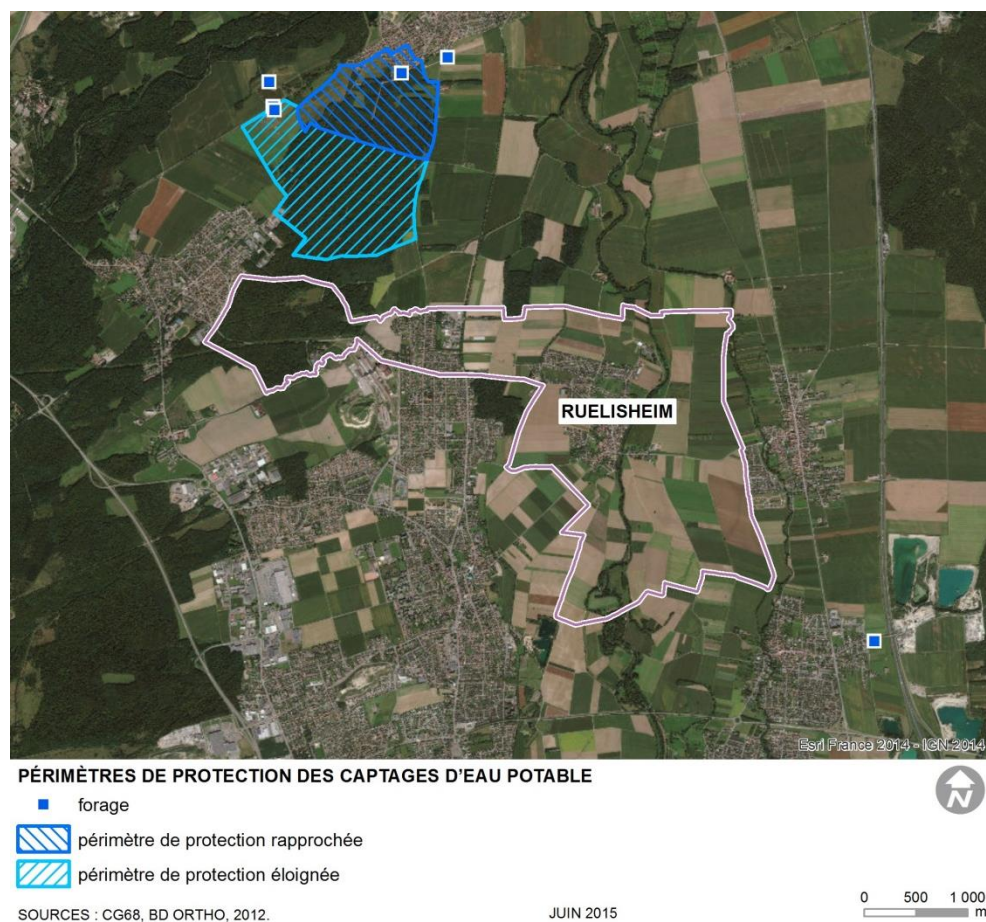 RUELISHEIM
Esri France 2014 - IGN 2014
PÉRIMÈTRES DE PROTECTION DES CAPTAGES D'EAU POTABLE
N
forage
périmètre de protection rapprochée
périmètre de protection éloignée
SOURCES : CG68, BD ORTHO, 2012.
JUIN 2015
0 500 1 000
m